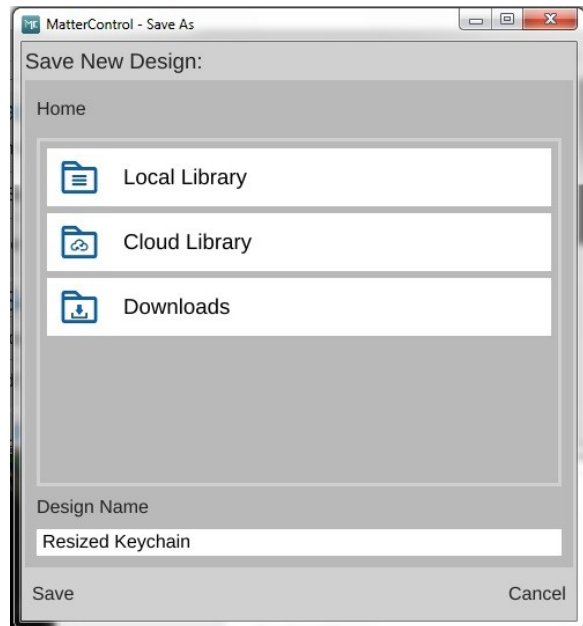 MatterControl - Save As
Save New Design:
Home
Local Library
Cloud Library
Downloads
Design Name
Resized Keychain
Save Cancel